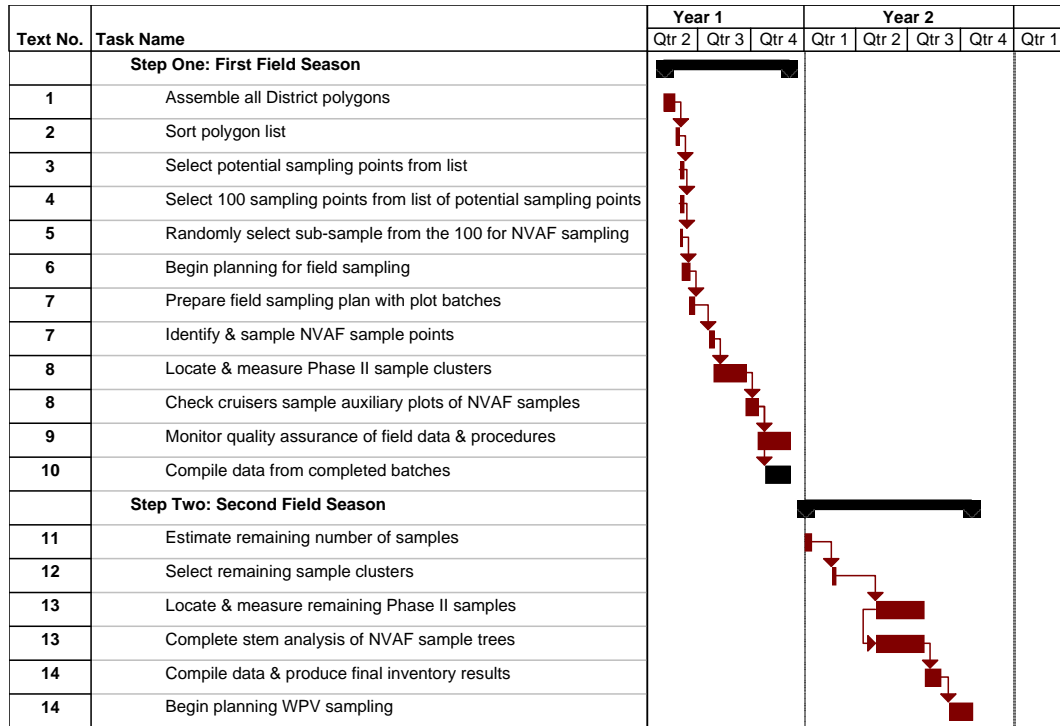 Year 1 Year 2
Text No. Task Name Qtr 2 Qtr 3 Qtr 4 Qtr 1 Qtr 2 Qtr 3 Qtr 4 Qtr 1
Step One: First Field Season
1 Assemble all District polygons
2 Sort polygon list
3 Select potential sampling points from list
4 Select 100 sampling points from list of potential sampling points
5 Randomly select sub-sample from the 100 for NVAF sampling
6 Begin planning for field sampling
7 Prepare field sampling plan with plot batches
7 Identify & sample NVAF sample points
8 Locate & measure Phase II sample clusters
8 Check cruisers sample auxiliary plots of NVAF samples
9 Monitor quality assurance of field data & procedures
10 Compile data from completed batches
Step Two: Second Field Season
11 Estimate remaining number of samples
12 Select remaining sample clusters
13 Locate & measure remaining Phase II samples
13 Complete stem analysis of NVAF sample trees
14 Compile data & produce final inventory results
14 Begin planning WPV sampling